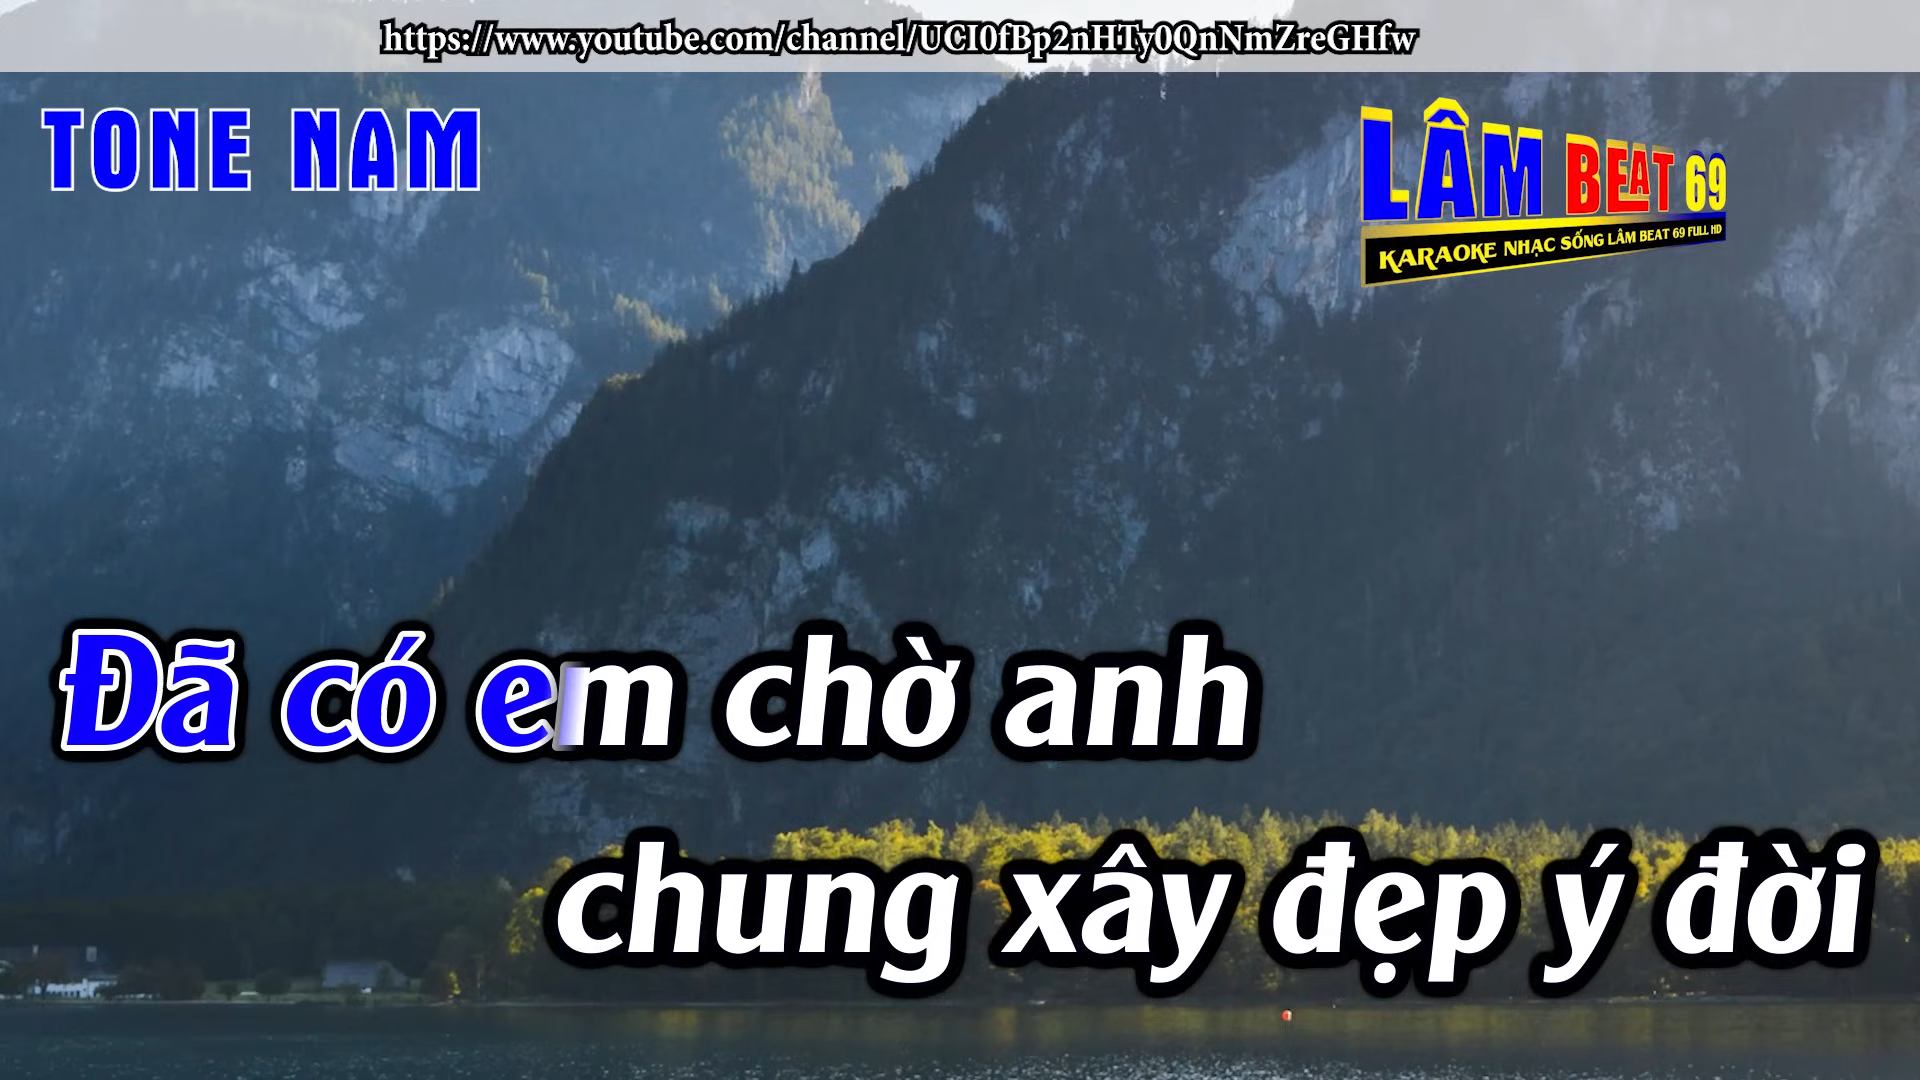 https://www.youtube.com/channel/UCI0fBp2nHTy0QnNmZreGHfw
TONE NAM
LÂM BEAT 69
KARAOKE NHẠC SỐNG LÂM BEAT 69 FULL HD
Đã có em chờ anh
chung xây đẹp ý đời